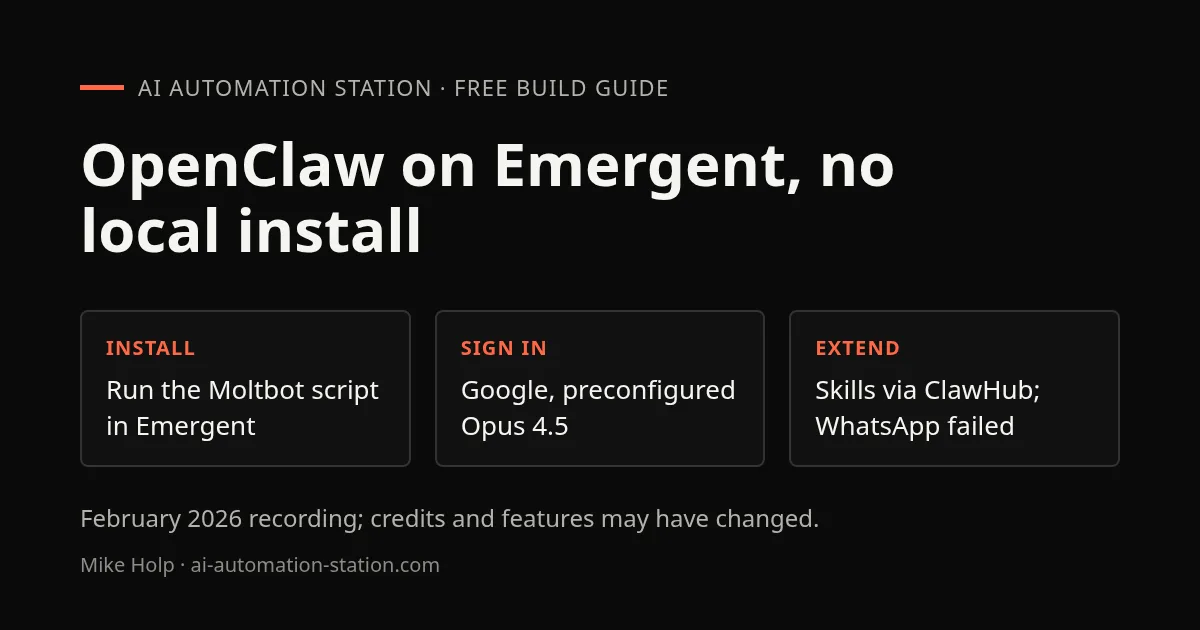 AI AUTOMATION STATION · FREE BUILD GUIDE
OpenClaw on Emergent, no
local install
INSTALL
Run the Moltbot script
in Emergent
SIGN IN
Google, preconfigured
Opus 4.5
EXTEND
Skills via ClawHub;
WhatsApp failed
February 2026 recording; credits and features may have changed.
Mike Holp · ai-automation-station.com